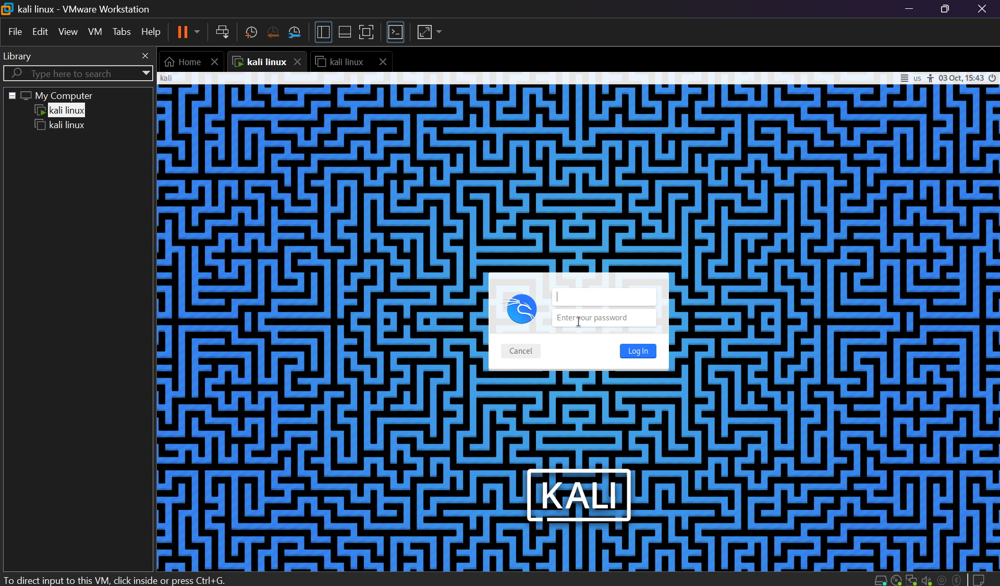 kali linux - VMware Workstation
File Edit View VM Tabs Help
Library
Type here to search
My Computer
kali linux
kali linux
Home
kali linux
kali linux
kali
us 03 Oct, 15:43
Enter your password
Cancel
Log In
KALI
To direct input to this VM, click inside or press Ctrl+G.